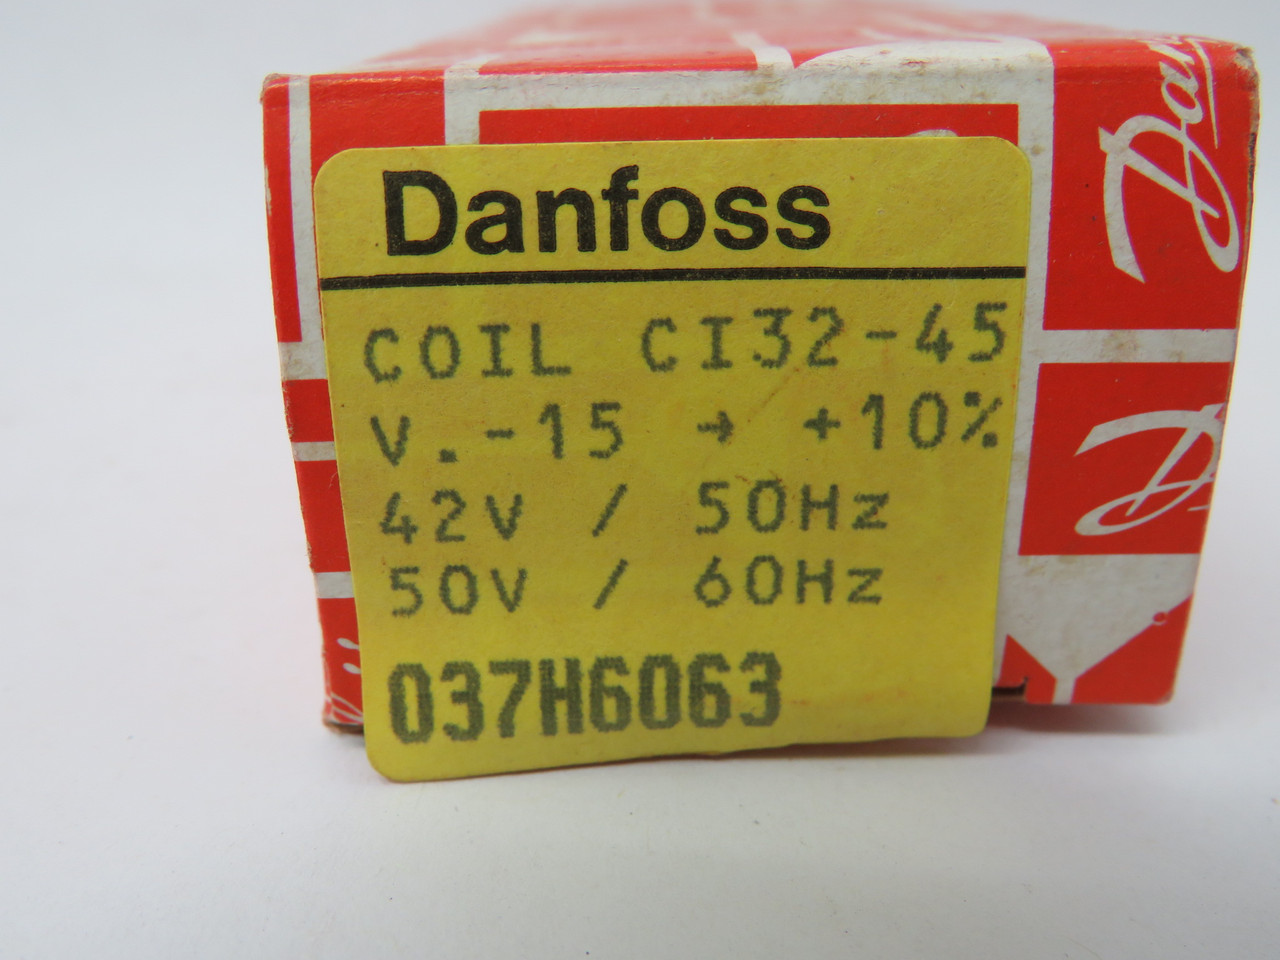 Danfoss
COIL CI32-45
V.-15 → +10%
42V / 50Hz
50V / 60Hz
037H6063